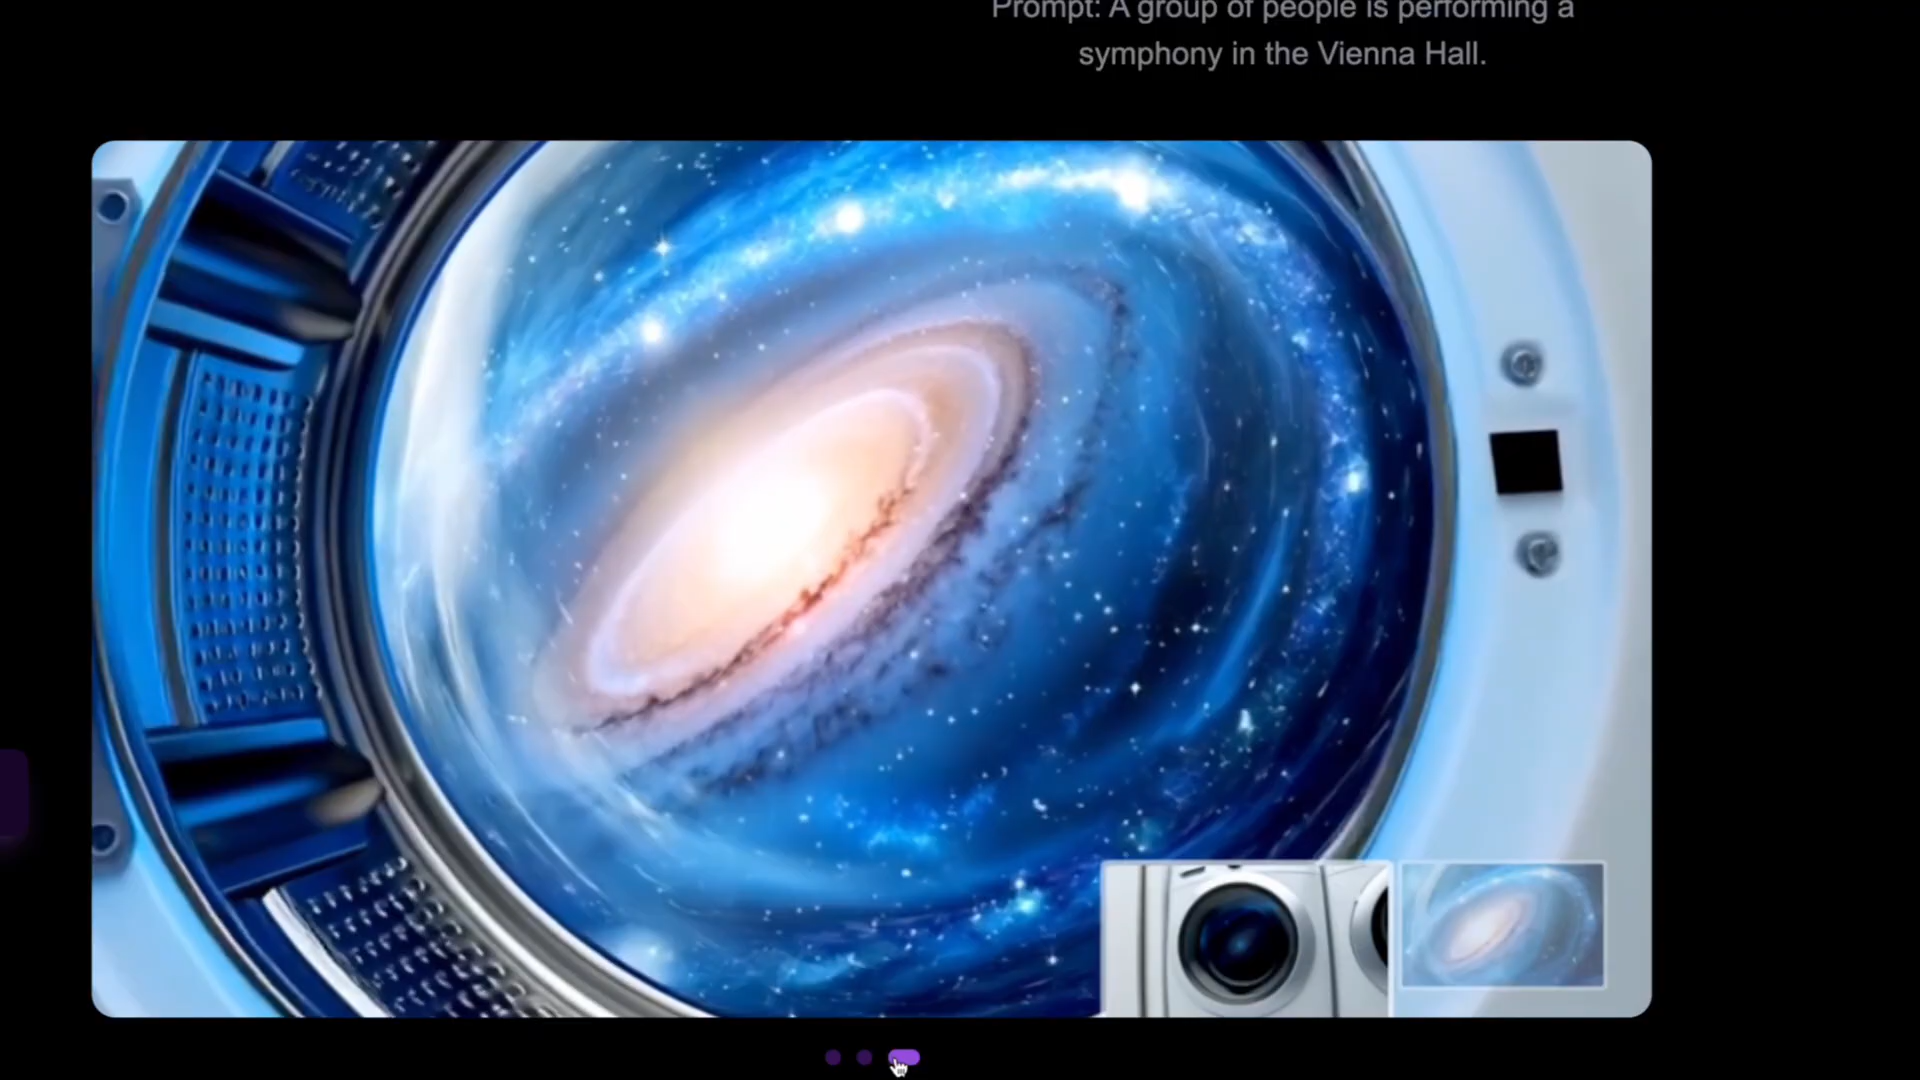 Prompt: A group of people is performing a
symphony in the Vienna Hall.